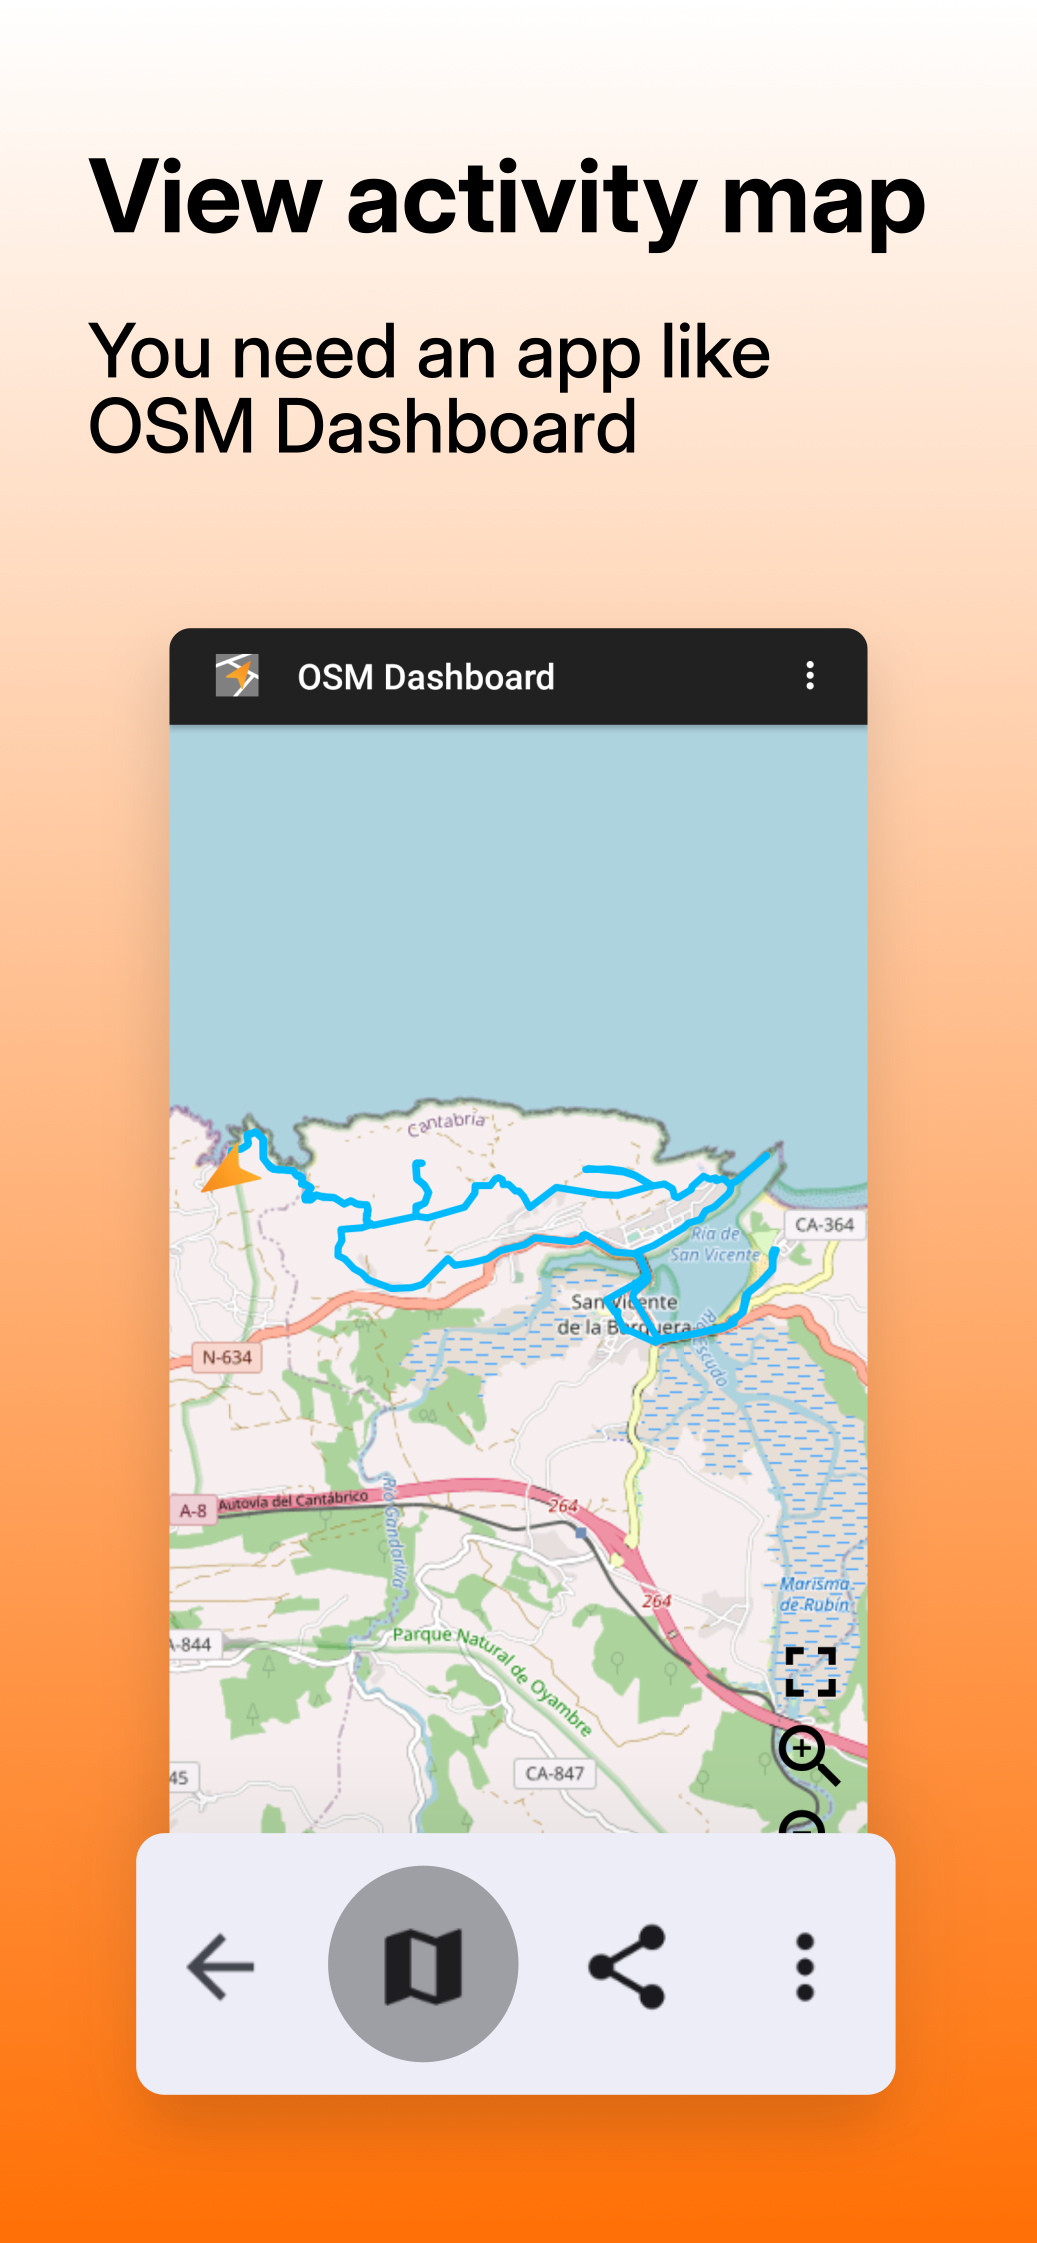 View activity map
You need an app like
OSM Dashboard
OSM Dashboard
Cantabria
CA-364
Ría de
San Vicente
San Vicente
de la Barquera
Río Escudo
N-634
A-8
Autovía del Cantábrico
264
Río Gandarilla
264
Marisma
de Rubín
A-844
Parque Natural de Oyambre
45
CA-847